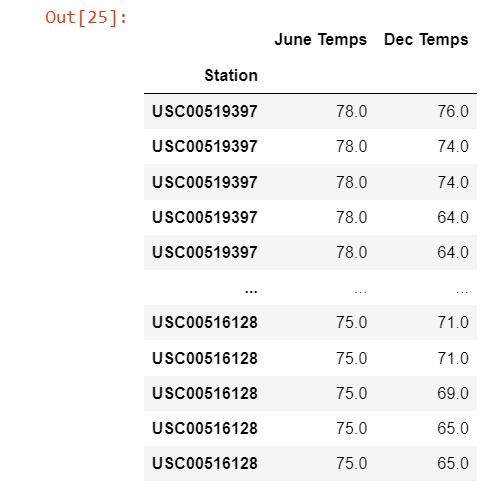 Out[25]:
June Temps Dec Temps
Station
USC00519397 78.0 76.0
USC00519397 78.0 74.0
USC00519397 78.0 74.0
USC00519397 78.0 64.0
USC00519397 78.0 64.0
... ... ...
USC00516128 75.0 71.0
USC00516128 75.0 71.0
USC00516128 75.0 69.0
USC00516128 75.0 65.0
USC00516128 75.0 65.0